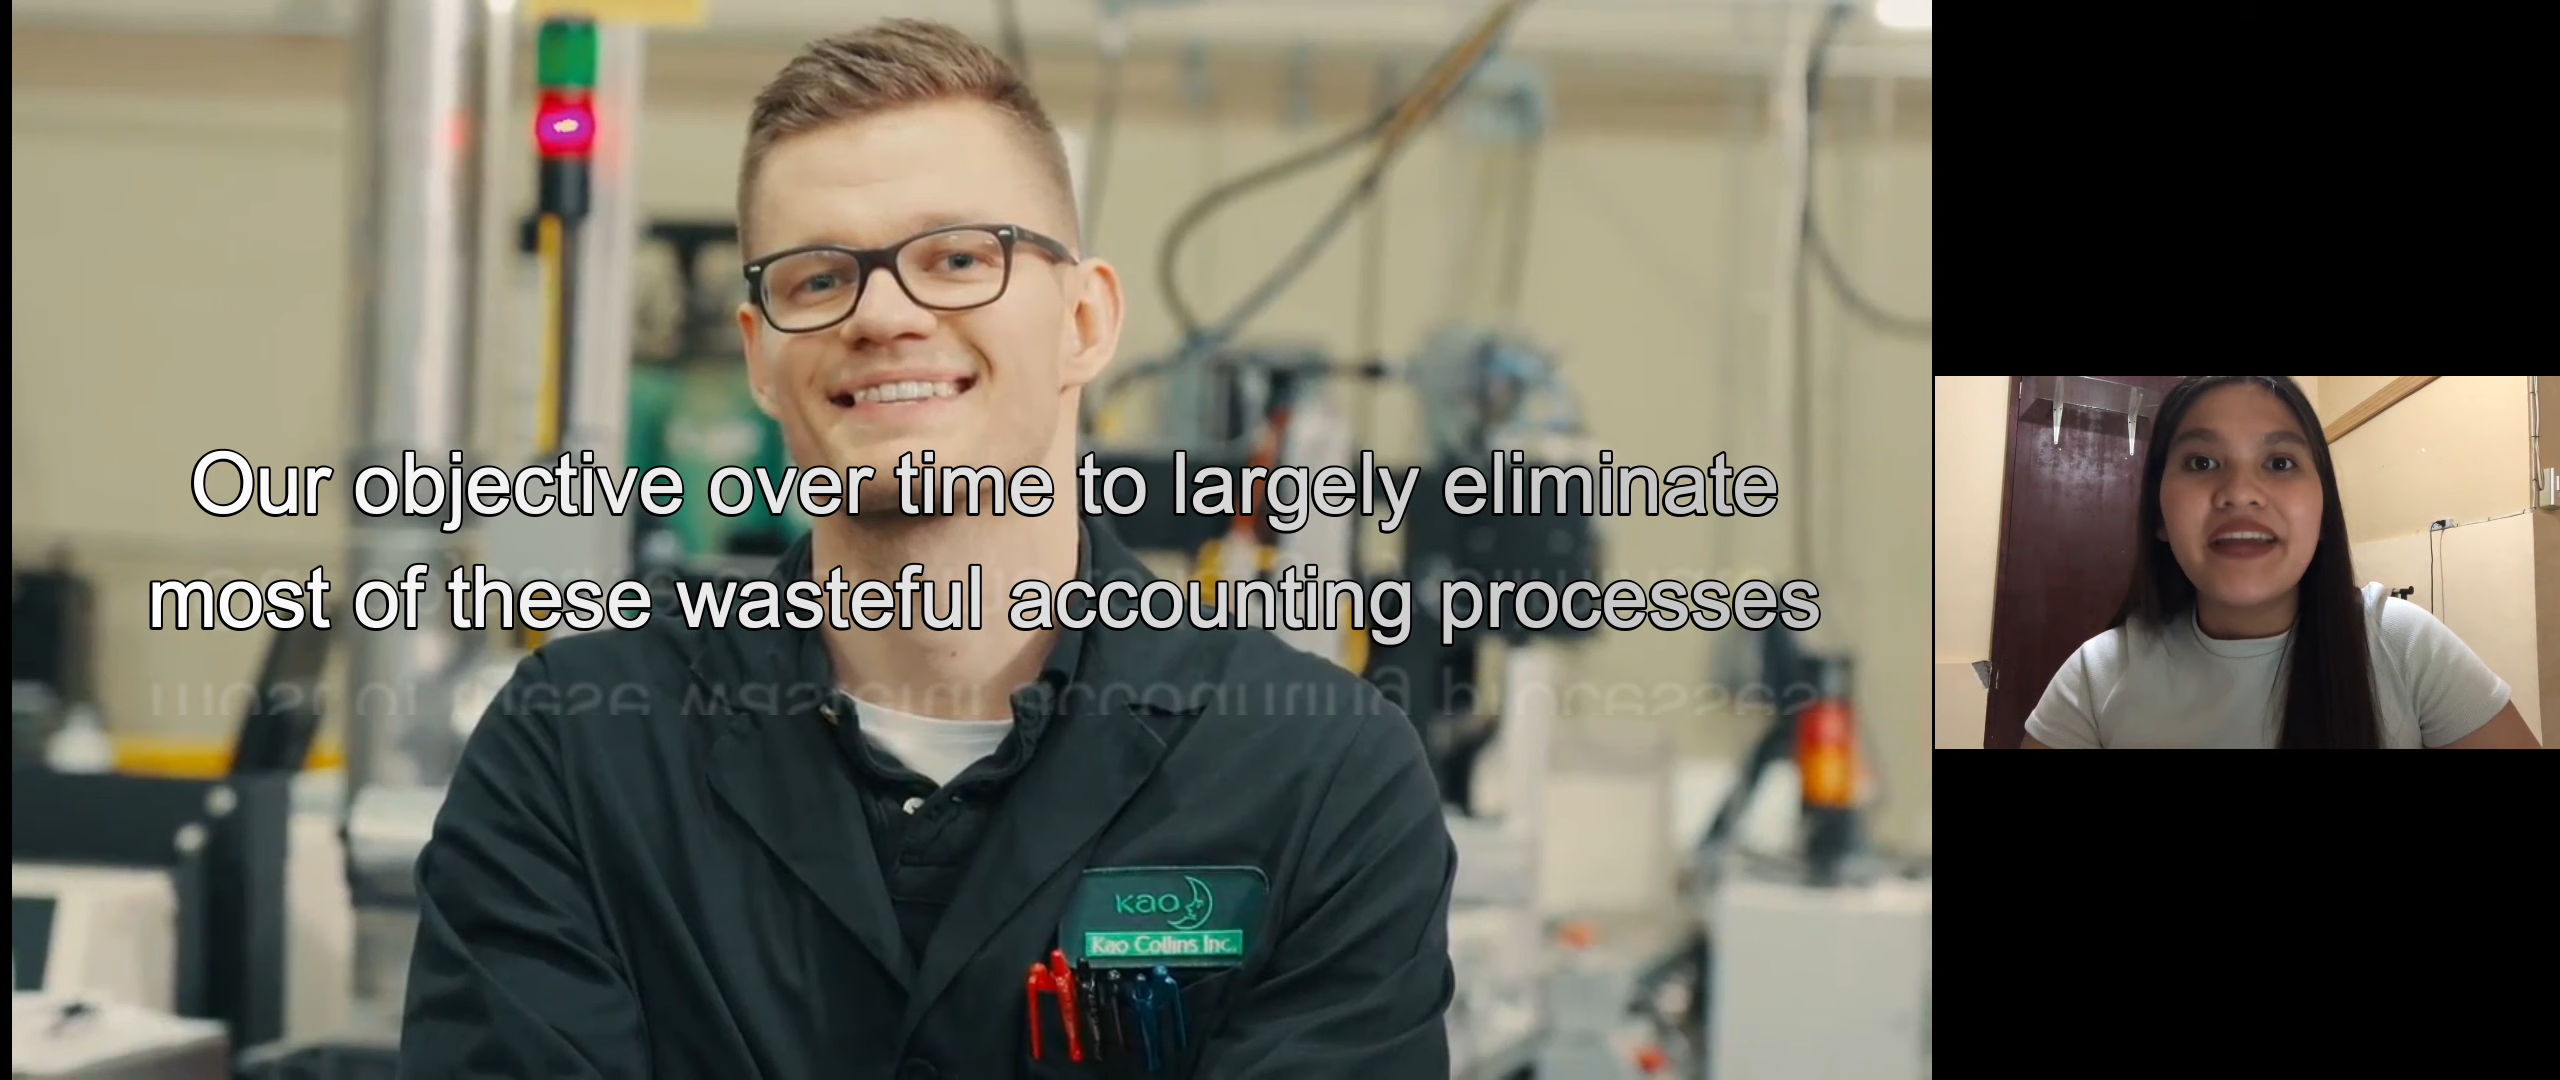 Our objective over time to largely eliminate
most of these wasteful accounting processes
Kao
Kao Collins Inc.